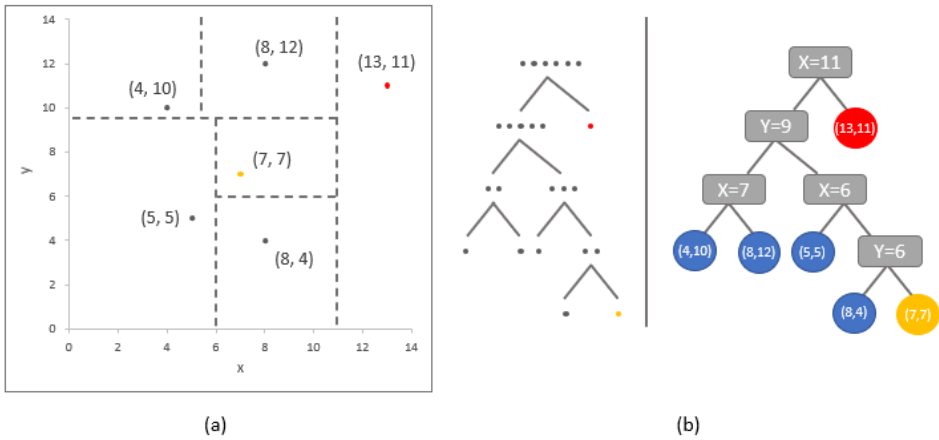 14
12
10
8
6
4
2
0
0 2 4 6 8 10 12 14
y
x
(4, 10)
(8, 12)
(13, 11)
(7, 7)
(5, 5)
(8, 4)
(a)
X=11
Y=9
(13,11)
X=7
X=6
(4,10)
(8,12)
(5,5)
Y=6
(8,4)
(7,7)
(b)